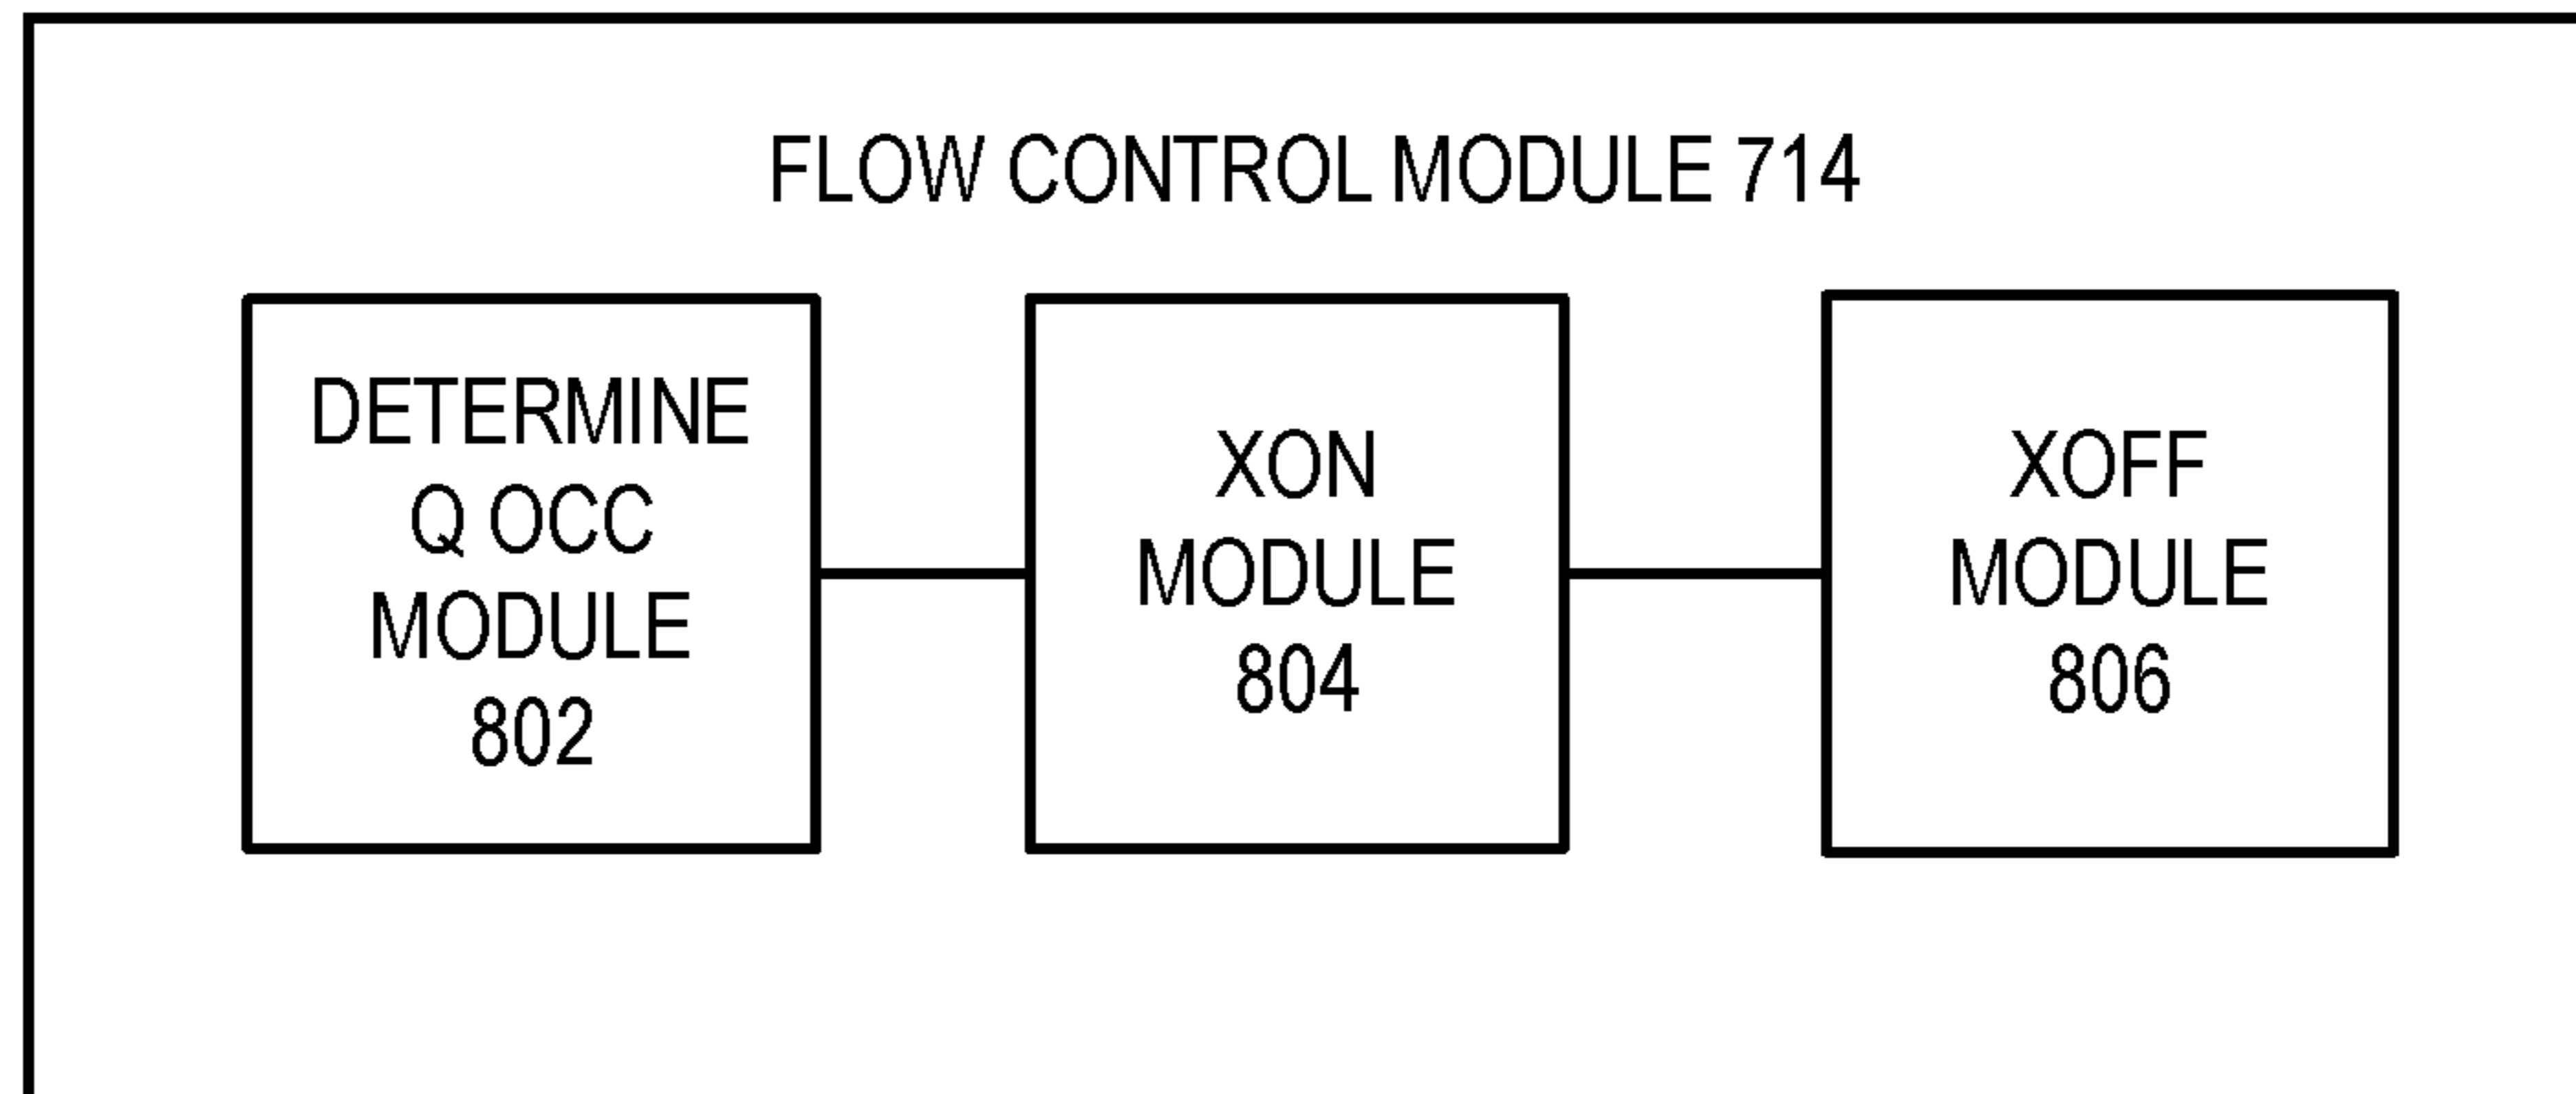 FLOW CONTROL MODULE 714
DETERMINE
Q OCC
MODULE
802
XON
MODULE
804
XOFF
MODULE
806